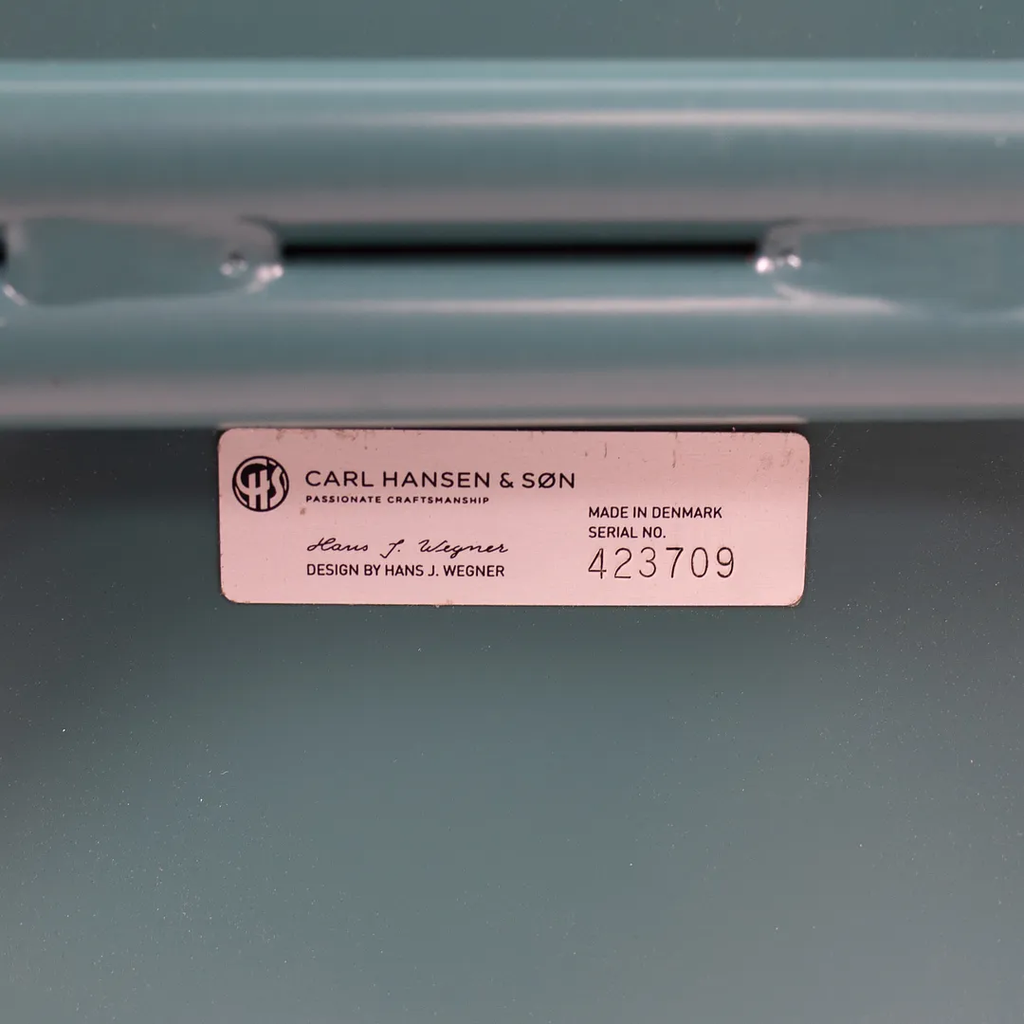 CHS
CARL HANSEN & SØN
PASSIONATE CRAFTSMANSHIP
Hans J. Wegner
DESIGN BY HANS J. WEGNER
MADE IN DENMARK
SERIAL NO.
423709